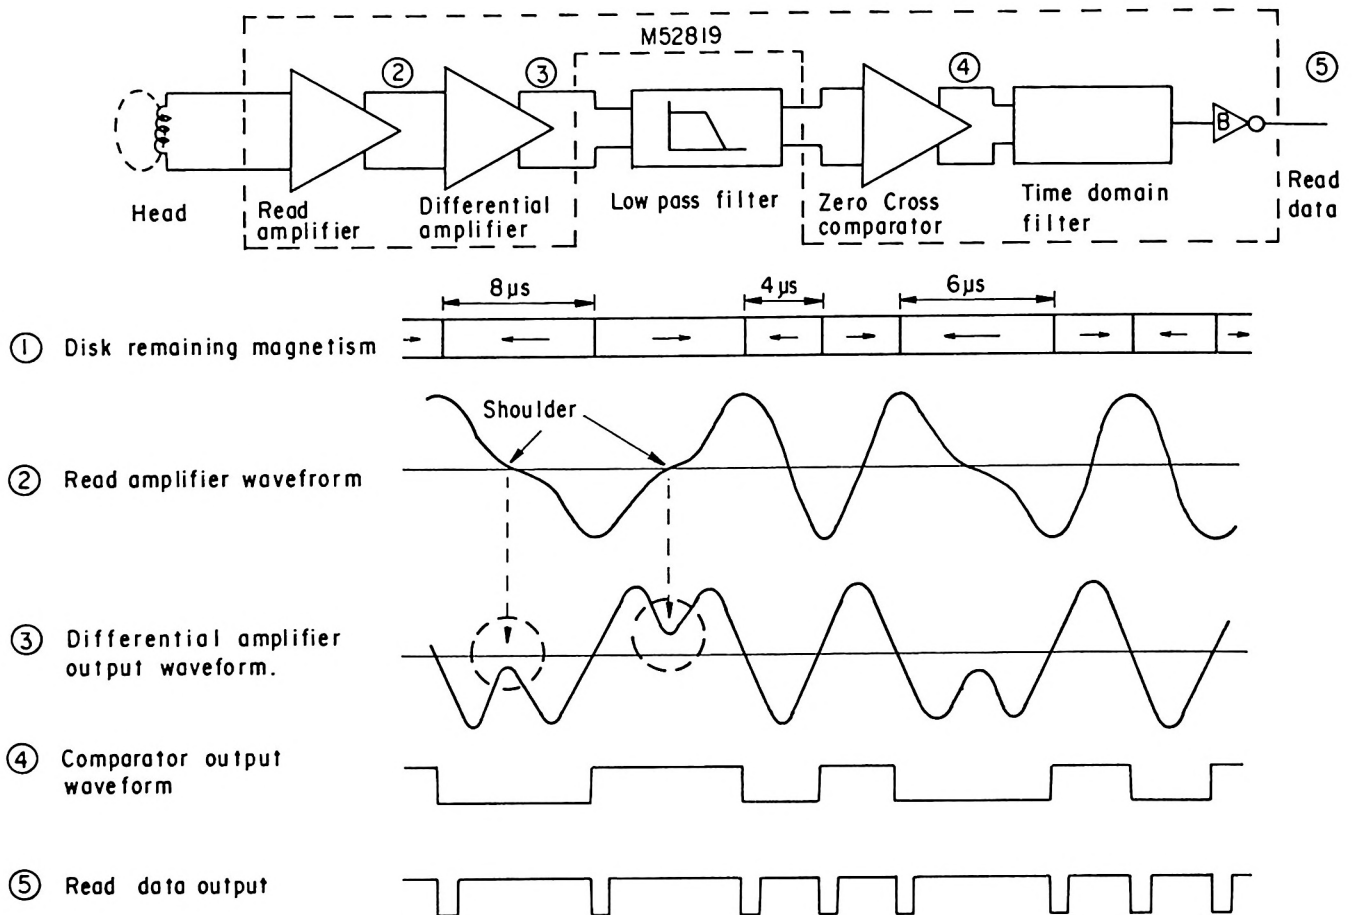 M52819
② ③ ④ ⑤
B
Head
Read
amplifier
Differential
amplifier
Low pass filter
Zero Cross
comparator
Time domain
filter
Read
data
8µs
4µs
6µs
① Disk remaining magnetism
Shoulder
② Read amplifier wavefrorm
③ Differential amplifier
output waveform.
④ Comparator output
waveform
⑤ Read data output